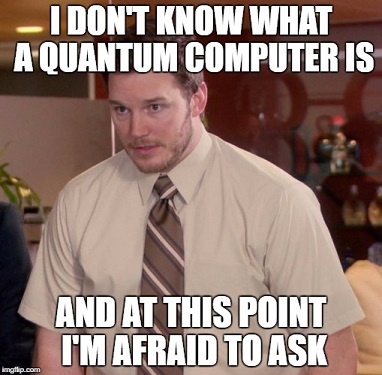 I DON'T KNOW WHAT
A QUANTUM COMPUTER IS
AND AT THIS POINT
I'M AFRAID TO ASK
imgflip.com